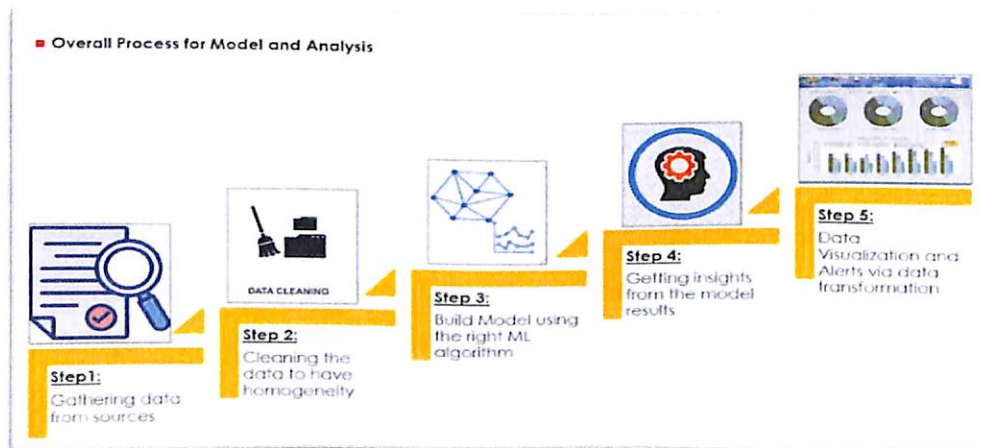 Overall Process for Model and Analysis
DATA CLEANING
Step1:
Gathering data
from sources
Step 2:
Cleaning the
data to have
homogeneity
Step 3:
Build Model using
the right ML
algorithm
Step 4:
Getting insights
from the model
results
Step 5:
Data
Visualization and
Alerts via data
transformation